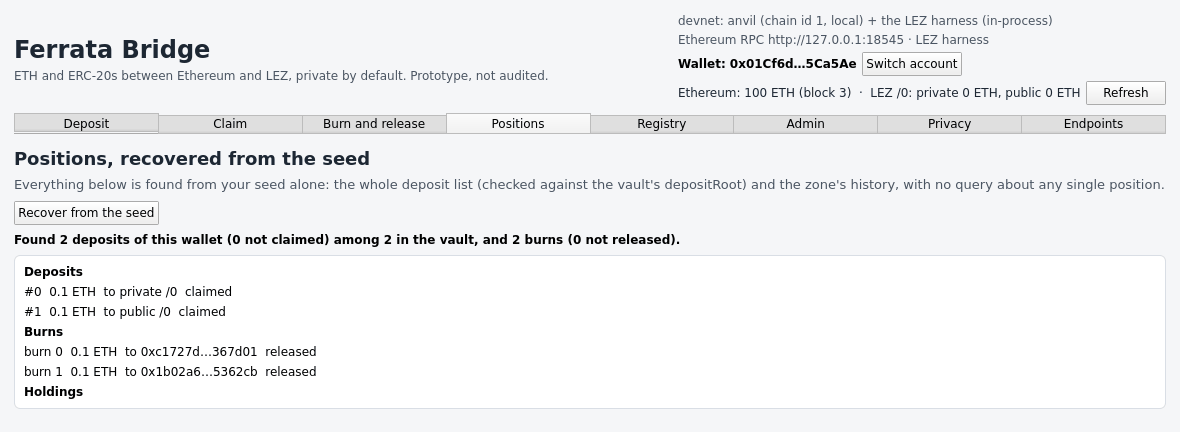 Ferrata Bridge
ETH and ERC-20s between Ethereum and LEZ, private by default. Prototype, not audited.
devnet: anvil (chain id 1, local) + the LEZ harness (in-process)
Ethereum RPC http://127.0.0.1:18545 · LEZ harness
Wallet: 0x01Cf6d…5Ca5Ae Switch account
Ethereum: 100 ETH (block 3) · LEZ /0: private 0 ETH, public 0 ETH Refresh
Deposit Claim Burn and release Positions Registry Admin Privacy Endpoints
Positions, recovered from the seed
Everything below is found from your seed alone: the whole deposit list (checked against the vault's depositRoot) and the zone's history, with no query about any single position.
Recover from the seed
Found 2 deposits of this wallet (0 not claimed) among 2 in the vault, and 2 burns (0 not released).
Deposits
#0 0.1 ETH to private /0 claimed
#1 0.1 ETH to public /0 claimed
Burns
burn 0 0.1 ETH to 0xc1727d…367d01 released
burn 1 0.1 ETH to 0x1b02a6…5362cb released
Holdings